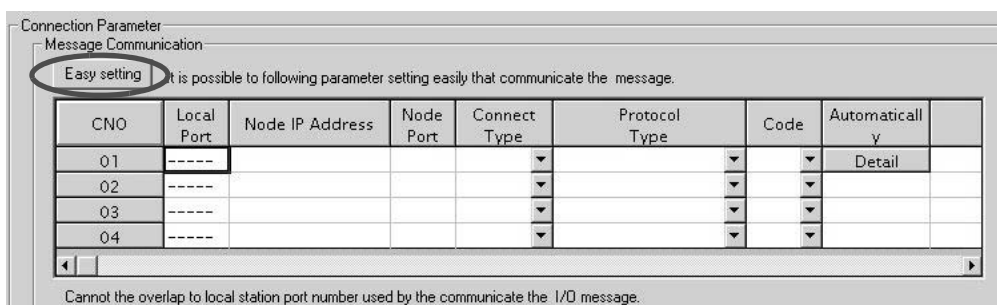 Connection Parameter
Message Communication
Easy setting
It is possible to following parameter setting easily that communicate the message.
CNO Local Port Node IP Address Node Port Connect Type Protocol Type Code Automaticall y
01 ----- Detail
02 -----
03 -----
04 -----
Cannot the overlap to local station port number used by the communicate the I/O message.